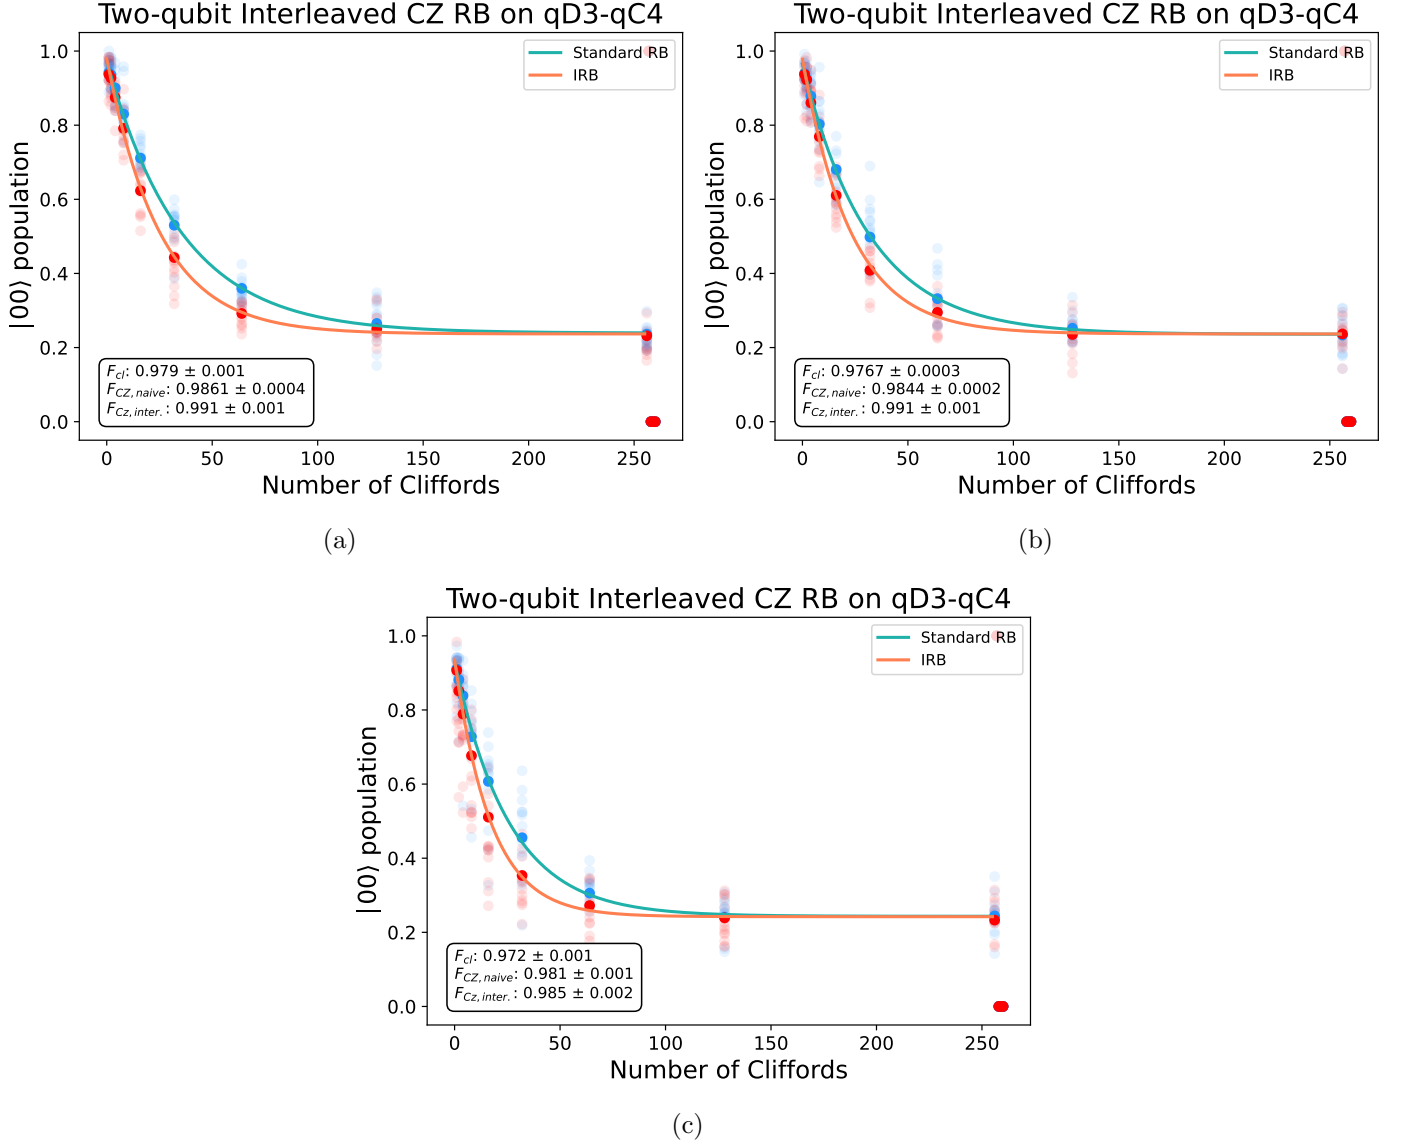 Two-qubit Interleaved CZ RB on qD3-qC4
|00⟩ population
1.0
0.8
0.6
0.4
0.2
0.0
Standard RB
IRB
F_cl: 0.979 ± 0.001
F_CZ,naive: 0.9861 ± 0.0004
F_Cz,inter.: 0.991 ± 0.001
0 50 100 150 200 250
Number of Cliffords
(a)
Two-qubit Interleaved CZ RB on qD3-qC4
|00⟩ population
1.0
0.8
0.6
0.4
0.2
0.0
Standard RB
IRB
F_cl: 0.9767 ± 0.0003
F_CZ,naive: 0.9844 ± 0.0002
F_Cz,inter.: 0.991 ± 0.001
0 50 100 150 200 250
Number of Cliffords
(b)
Two-qubit Interleaved CZ RB on qD3-qC4
|00⟩ population
1.0
0.8
0.6
0.4
0.2
0.0
Standard RB
IRB
F_cl: 0.972 ± 0.001
F_CZ,naive: 0.981 ± 0.001
F_Cz,inter.: 0.985 ± 0.002
0 50 100 150 200 250
Number of Cliffords
(c)